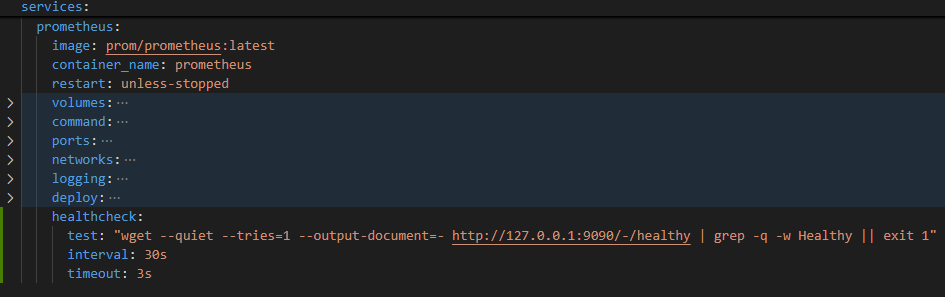 services:
  prometheus:
    image: prom/prometheus:latest
    container_name: prometheus
    restart: unless-stopped
    volumes:···
    command:···
    ports:···
    networks:···
    logging:···
    deploy:···
    healthcheck:
      test: "wget --quiet --tries=1 --output-document=- http://127.0.0.1:9090/-/healthy | grep -q -w Healthy || exit 1"
      interval: 30s
      timeout: 3s